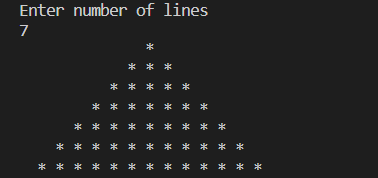 Enter number of lines
7
*
* * *
* * * * *
* * * * * * *
* * * * * * * * *
* * * * * * * * * * *
* * * * * * * * * * * * *